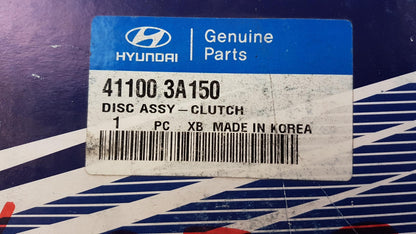 HYUNDAI
Genuine
Parts
41100 3A150
DISC ASSY-CLUTCH
1 PC XB MADE IN KOREA